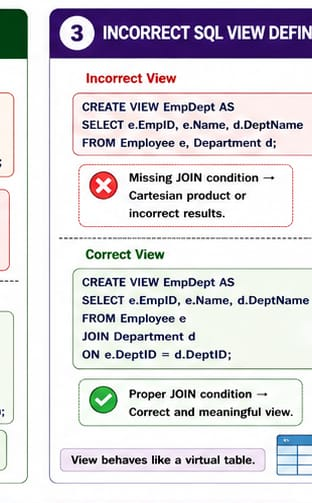 3 INCORRECT SQL VIEW DEFIN
Incorrect View
CREATE VIEW EmpDept AS
SELECT e.EmpID, e.Name, d.DeptName
FROM Employee e, Department d;
Missing JOIN condition →
Cartesian product or
incorrect results.
Correct View
CREATE VIEW EmpDept AS
SELECT e.EmpID, e.Name, d.DeptName
FROM Employee e
JOIN Department d
ON e.DeptID = d.DeptID;
Proper JOIN condition →
Correct and meaningful view.
View behaves like a virtual table.